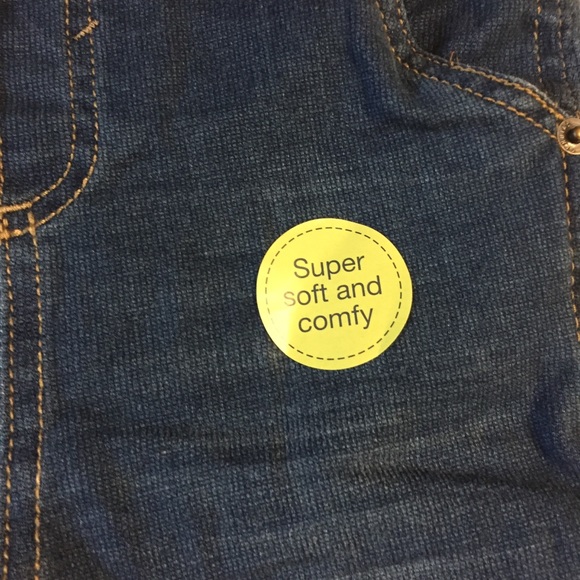 Super
soft and
comfy